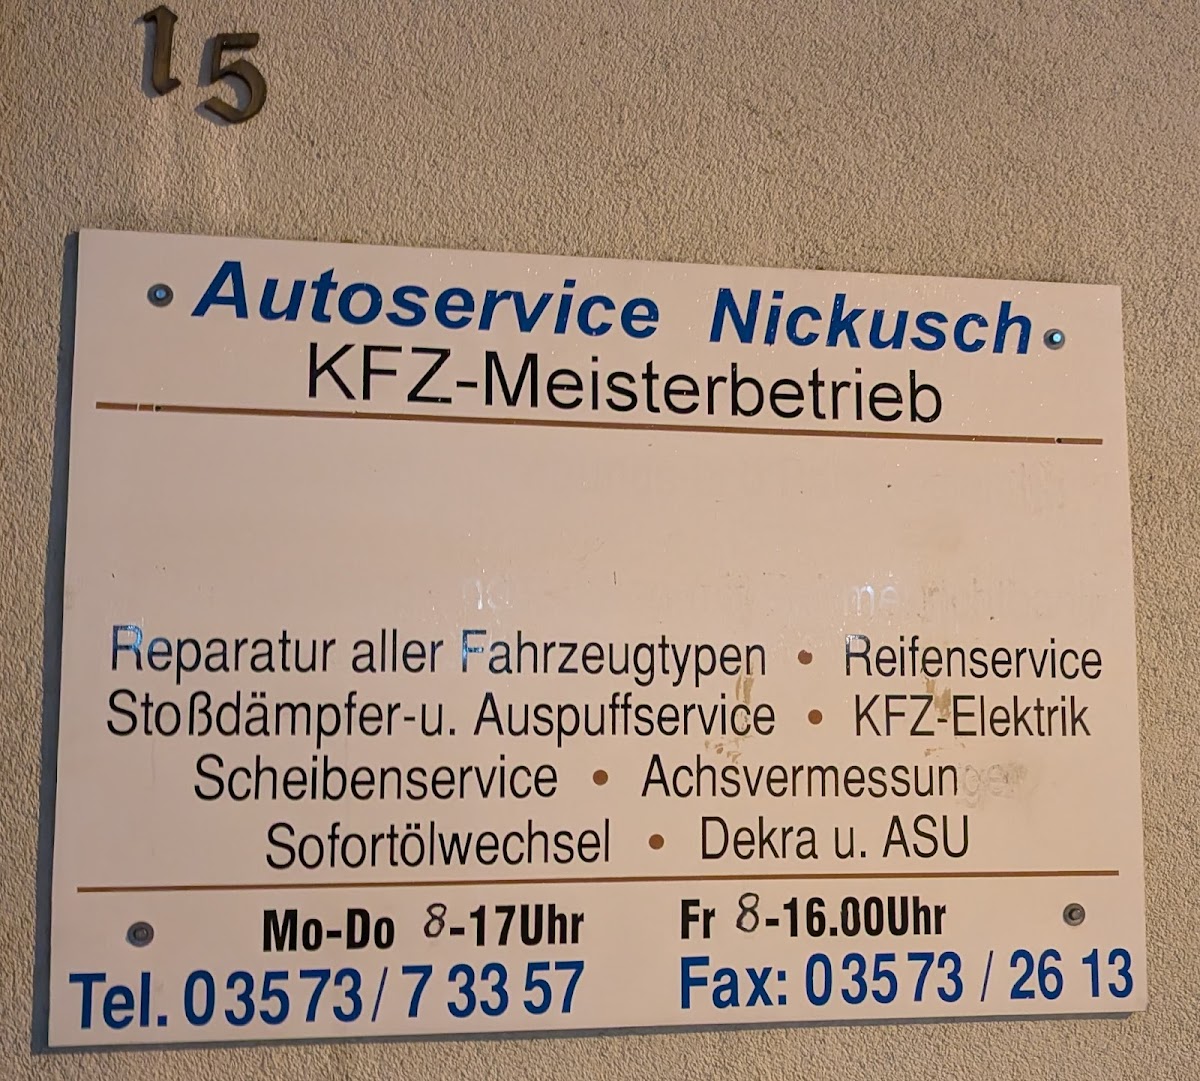 15
Autoservice Nickusch
KFZ-Meisterbetrieb
Reparatur aller Fahrzeugtypen • Reifenservice
Stoßdämpfer-u. Auspuffservice • KFZ-Elektrik
Scheibenservice • Achsvermessungen
Sofortölwechsel • Dekra u. ASU
Mo-Do 8-17Uhr Fr 8-16.00Uhr
Tel. 03573/7 33 57 Fax: 03573 / 26 13